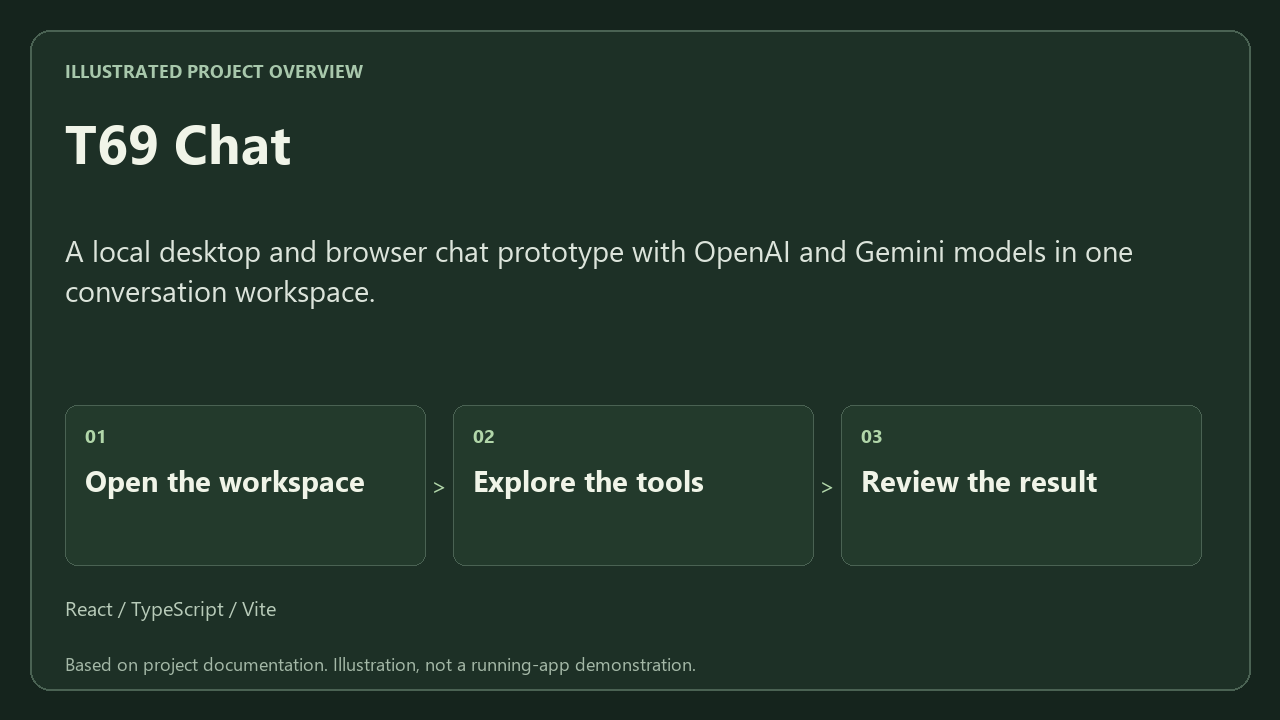 ILLUSTRATED PROJECT OVERVIEW
T69 Chat
A local desktop and browser chat prototype with OpenAI and Gemini models in one
conversation workspace.
01
Open the workspace
>
02
Explore the tools
>
03
Review the result
React / TypeScript / Vite
Based on project documentation. Illustration, not a running-app demonstration.